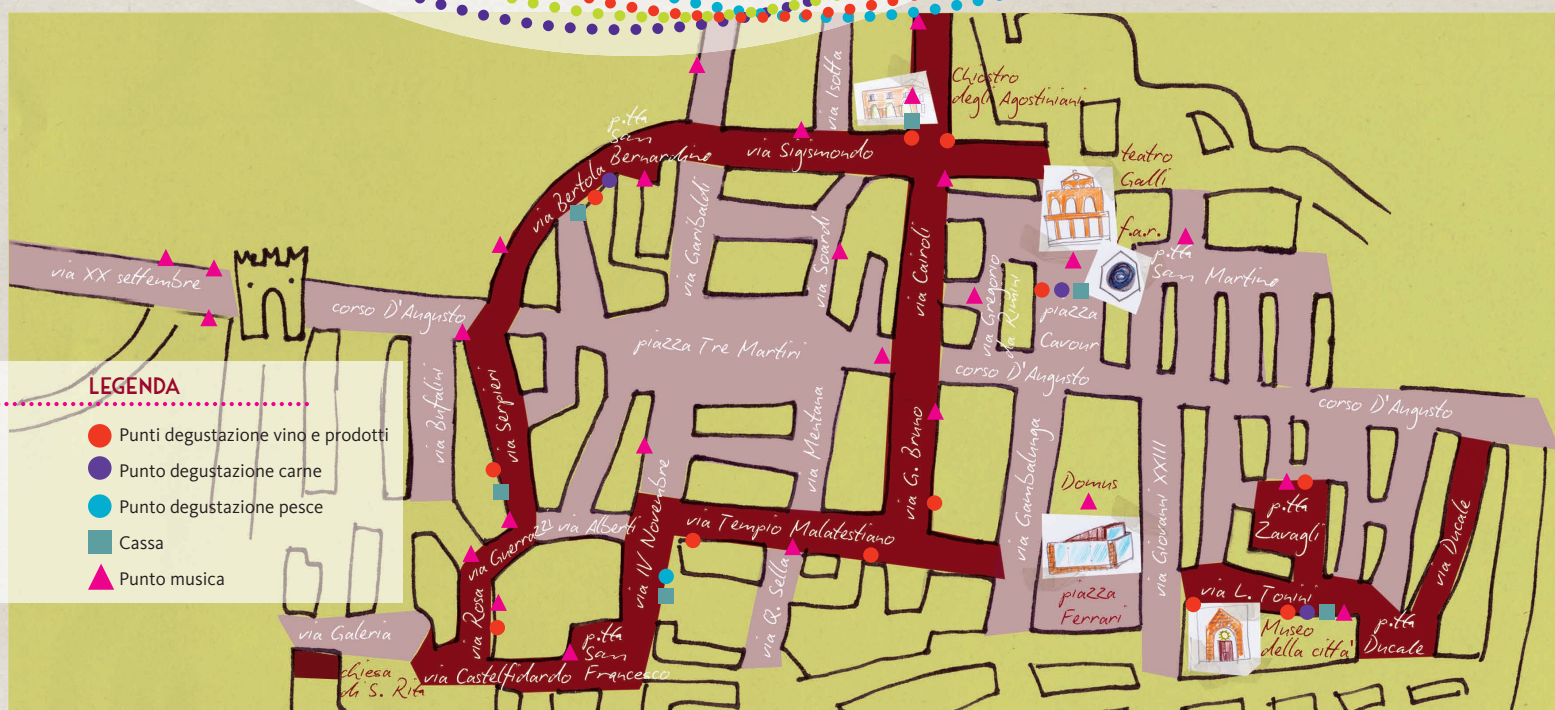 Chiostro
degli Agostiniani
via Isotta
p.tta
San
Bernardino
via Sigismondo
teatro
Galli
via Bertola
f.a.r.
p.tta
San Martino
via Garibaldi
via Soardi
via Cairoli
via Gregorio
da Rimini
via XX settembre
corso D'Augusto
piazza
Cavour
piazza Tre Martiri
corso D'Augusto
corso D'Augusto
LEGENDA
Punti degustazione vino e prodotti
Punto degustazione carne
Punto degustazione pesce
Cassa
Punto musica
via Bufalini
via Serpieri
via Mentana
via G. Bruno
via Gambalunga
via Giovanni XXIII
Domus
p.tta
Zavagli
via Ducale
via Guerrazzi
via Alberti
via IV Novembre
via Tempio Malatestiano
via Q. Sella
piazza
Ferrari
via L. Tonini
Museo
della città
p.tta
Ducale
via Rosa
via Galeria
p.tta
San
Francesco
chiesa
di S. Rita
via Castelfidardo